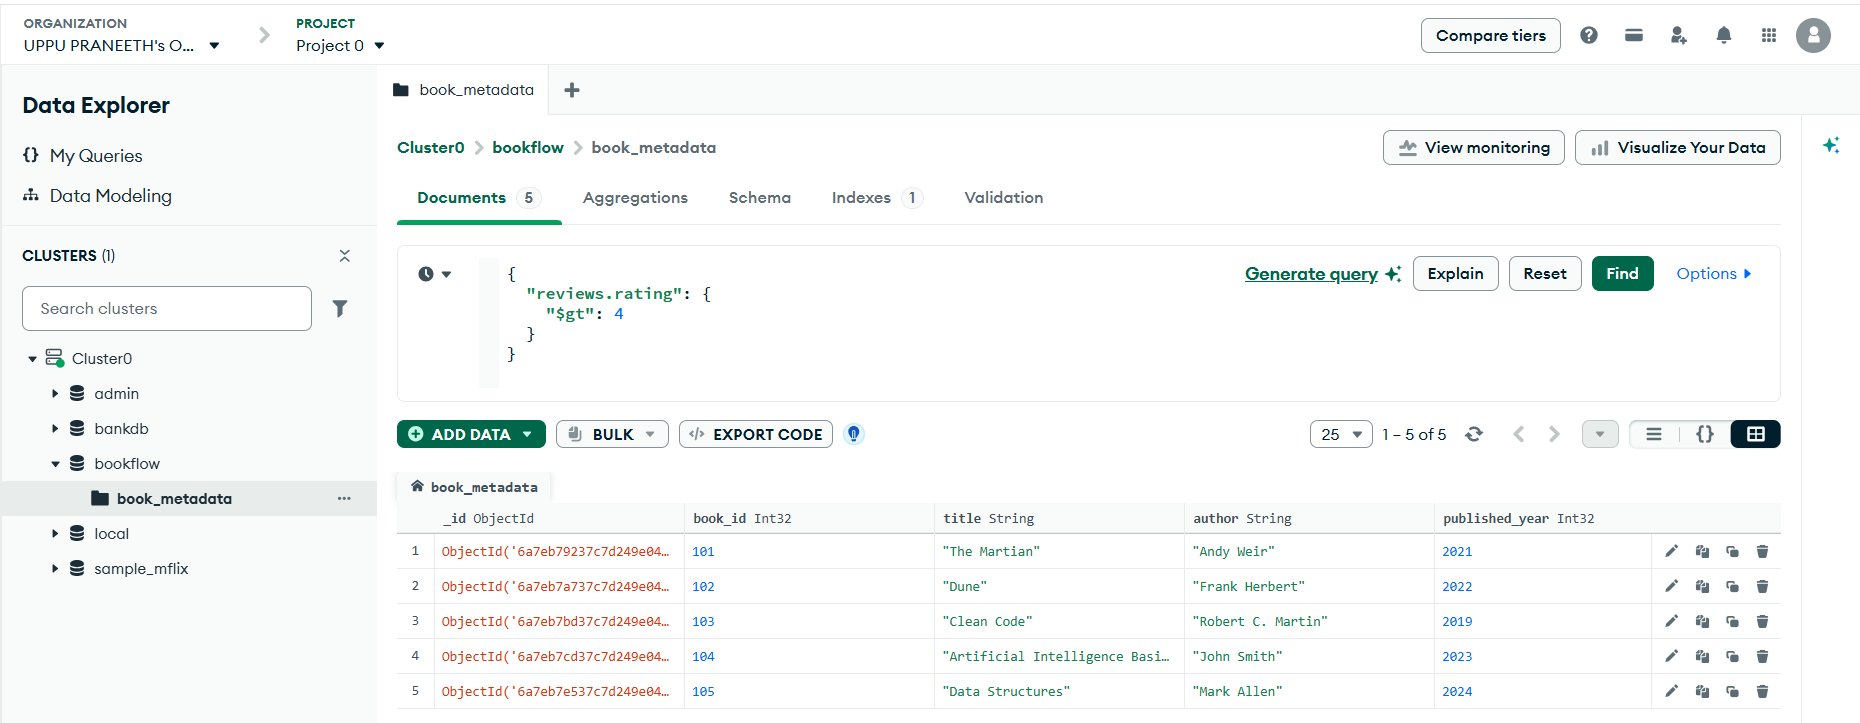 ORGANIZATION
UPPU PRANEETH's O...
PROJECT
Project 0
Compare tiers
Data Explorer
My Queries
Data Modeling
CLUSTERS (1)
Search clusters
Cluster0
admin
bankdb
bookflow
book_metadata
local
sample_mflix
book_metadata
Cluster0 > bookflow > book_metadata
View monitoring
Visualize Your Data
Documents 5
Aggregations
Schema
Indexes 1
Validation
{
"reviews.rating": {
"$gt": 4
}
}
Generate query
Explain
Reset
Find
Options
ADD DATA
BULK
EXPORT CODE
25
1 – 5 of 5
book_metadata
_id ObjectId book_id Int32 title String author String published_year Int32
1 ObjectId('6a7eb79237c7d249e04… 101 "The Martian" "Andy Weir" 2021
2 ObjectId('6a7eb7a737c7d249e04… 102 "Dune" "Frank Herbert" 2022
3 ObjectId('6a7eb7bd37c7d249e04… 103 "Clean Code" "Robert C. Martin" 2019
4 ObjectId('6a7eb7cd37c7d249e04… 104 "Artificial Intelligence Basi… "John Smith" 2023
5 ObjectId('6a7eb7e537c7d249e04… 105 "Data Structures" "Mark Allen" 2024